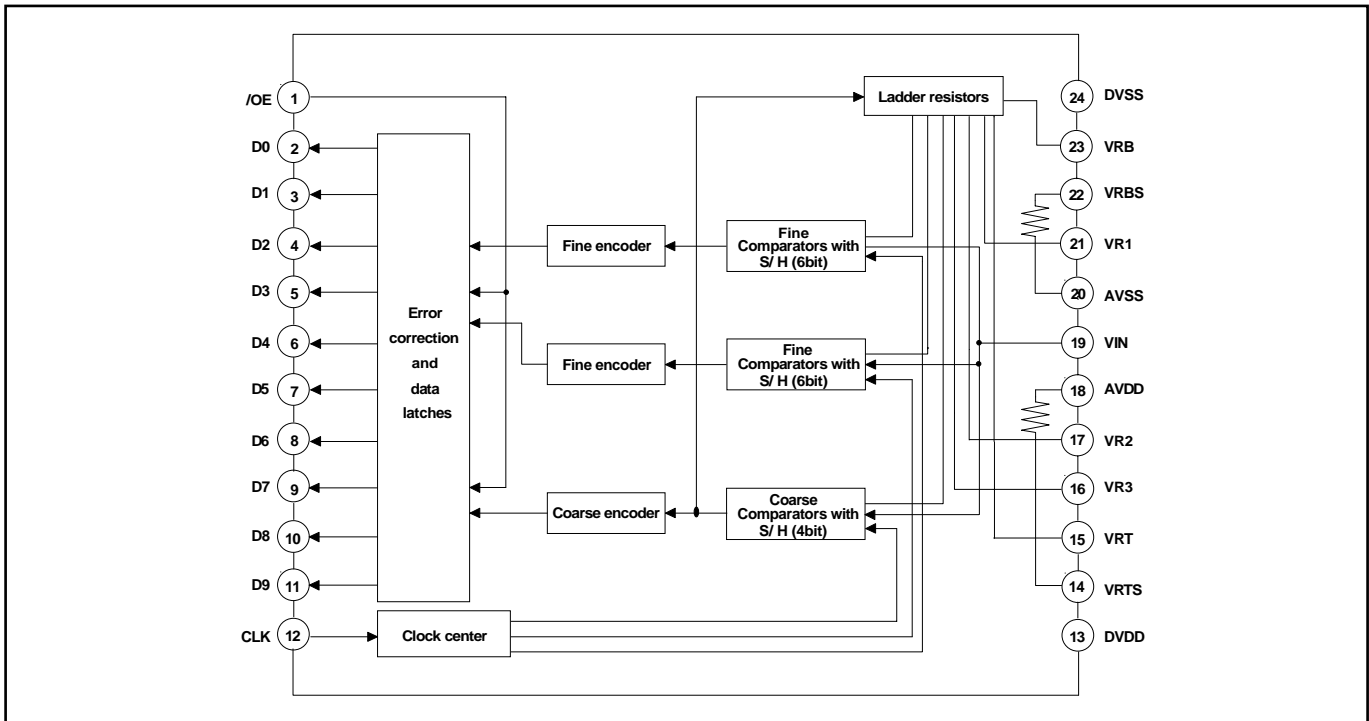 /OE 1
D0 2
D1 3
D2 4
D3 5
D4 6
D5 7
D6 8
D7 9
D8 10
D9 11
CLK 12
Error
correction
and
data
latches
Clock center
Fine encoder
Fine encoder
Coarse encoder
Ladder resistors
Fine
Comparators with
S/ H (6bit)
Fine
Comparators with
S/ H (6bit)
Coarse
Comparators with
S/ H (4bit)
24 DVSS
23 VRB
22 VRBS
21 VR1
20 AVSS
19 VIN
18 AVDD
17 VR2
16 VR3
15 VRT
14 VRTS
13 DVDD